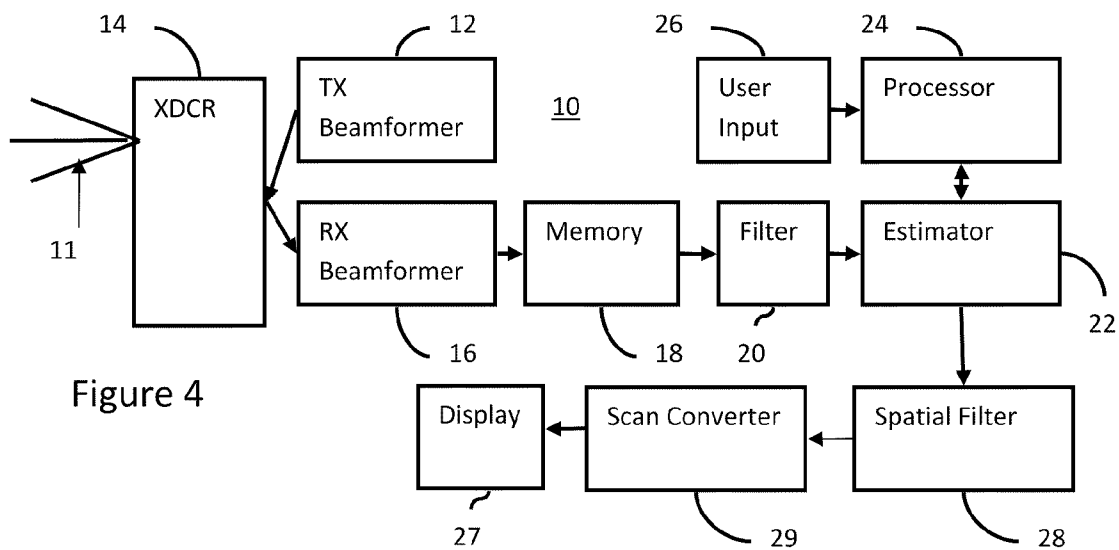 14
12
26
24
XDCR
TX
Beamformer
10
User
Input
Processor
11
RX
Beamformer
Memory
Filter
Estimator
16
18
20
22
Figure 4
Display
Scan Converter
Spatial Filter
27
29
28